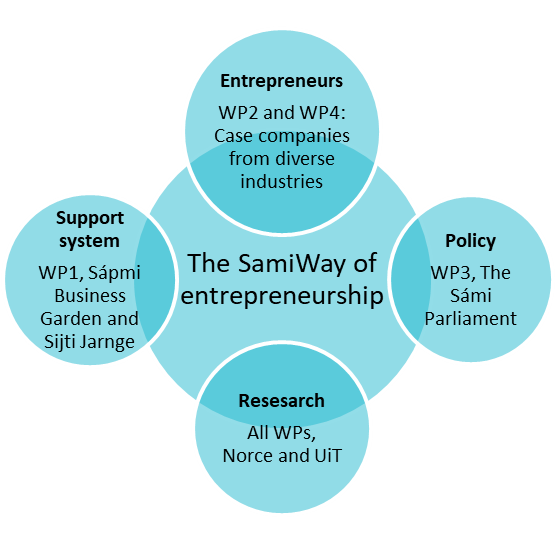 Entrepreneurs
WP2 and WP4:
Case companies
from diverse
industries
Support
system
WP1, Sápmi
Business
Garden and
Sijti Jarnge
The SamiWay of
entrepreneurship
Policy
WP3, The
Sámi
Parliament
Resesarch
All WPs,
Norce and UiT